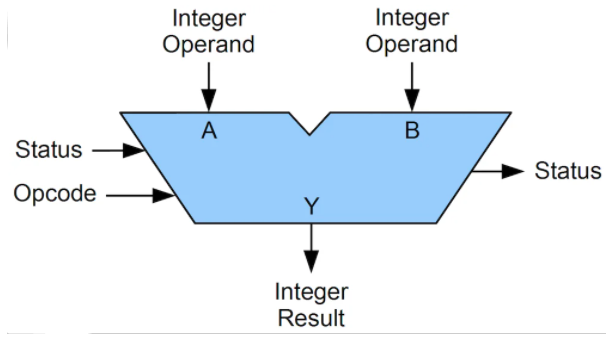 Integer
Operand
Integer
Operand
A
B
Status
Opcode
Status
Y
Integer
Result